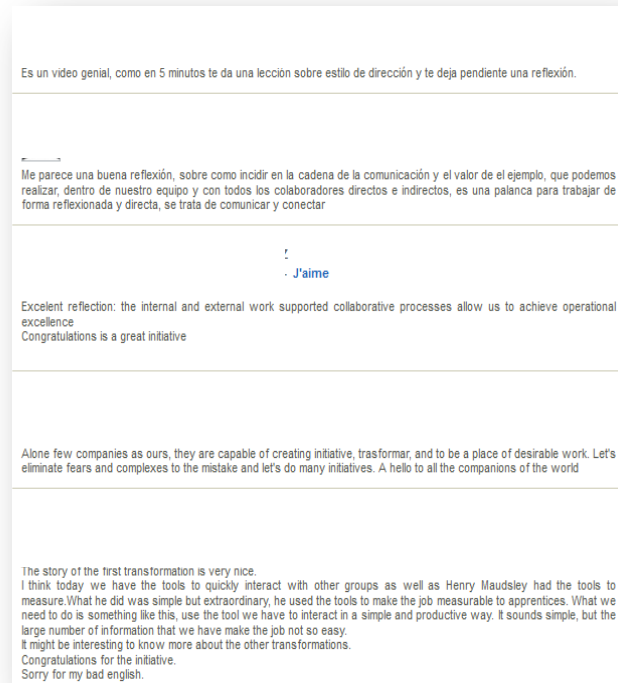 Es un video genial, como en 5 minutos te da una lección sobre estilo de dirección y te deja pendiente una reflexión.
Me parece una buena reflexión, sobre como incidir en la cadena de la comunicación y el valor de el ejemplo, que podemos
realizar, dentro de nuestro equipo y con todos los colaboradores directos e indirectos, es una palanca para trabajar de
forma reflexionada y directa, se trata de comunicar y conectar
- J'aime
Excelent reflection: the internal and external work supported collaborative processes allow us to achieve operational
excellence
Congratulations is a great initiative
Alone few companies as ours, they are capable of creating initiative, trasformar, and to be a place of desirable work. Let's
eliminate fears and complexes to the mistake and let's do many initiatives. A hello to all the companions of the world
The story of the first transformation is very nice.
I think today we have the tools to quickly interact with other groups as well as Henry Maudsley had the tools to
measure.What he did was simple but extraordinary, he used the tools to make the job measurable to apprentices. What we
need to do is something like this, use the tool we have to interact in a simple and productive way. It sounds simple, but the
large number of information that we have make the job not so easy.
It might be interesting to know more about the other transformations.
Congratulations for the initiative.
Sorry for my bad english.